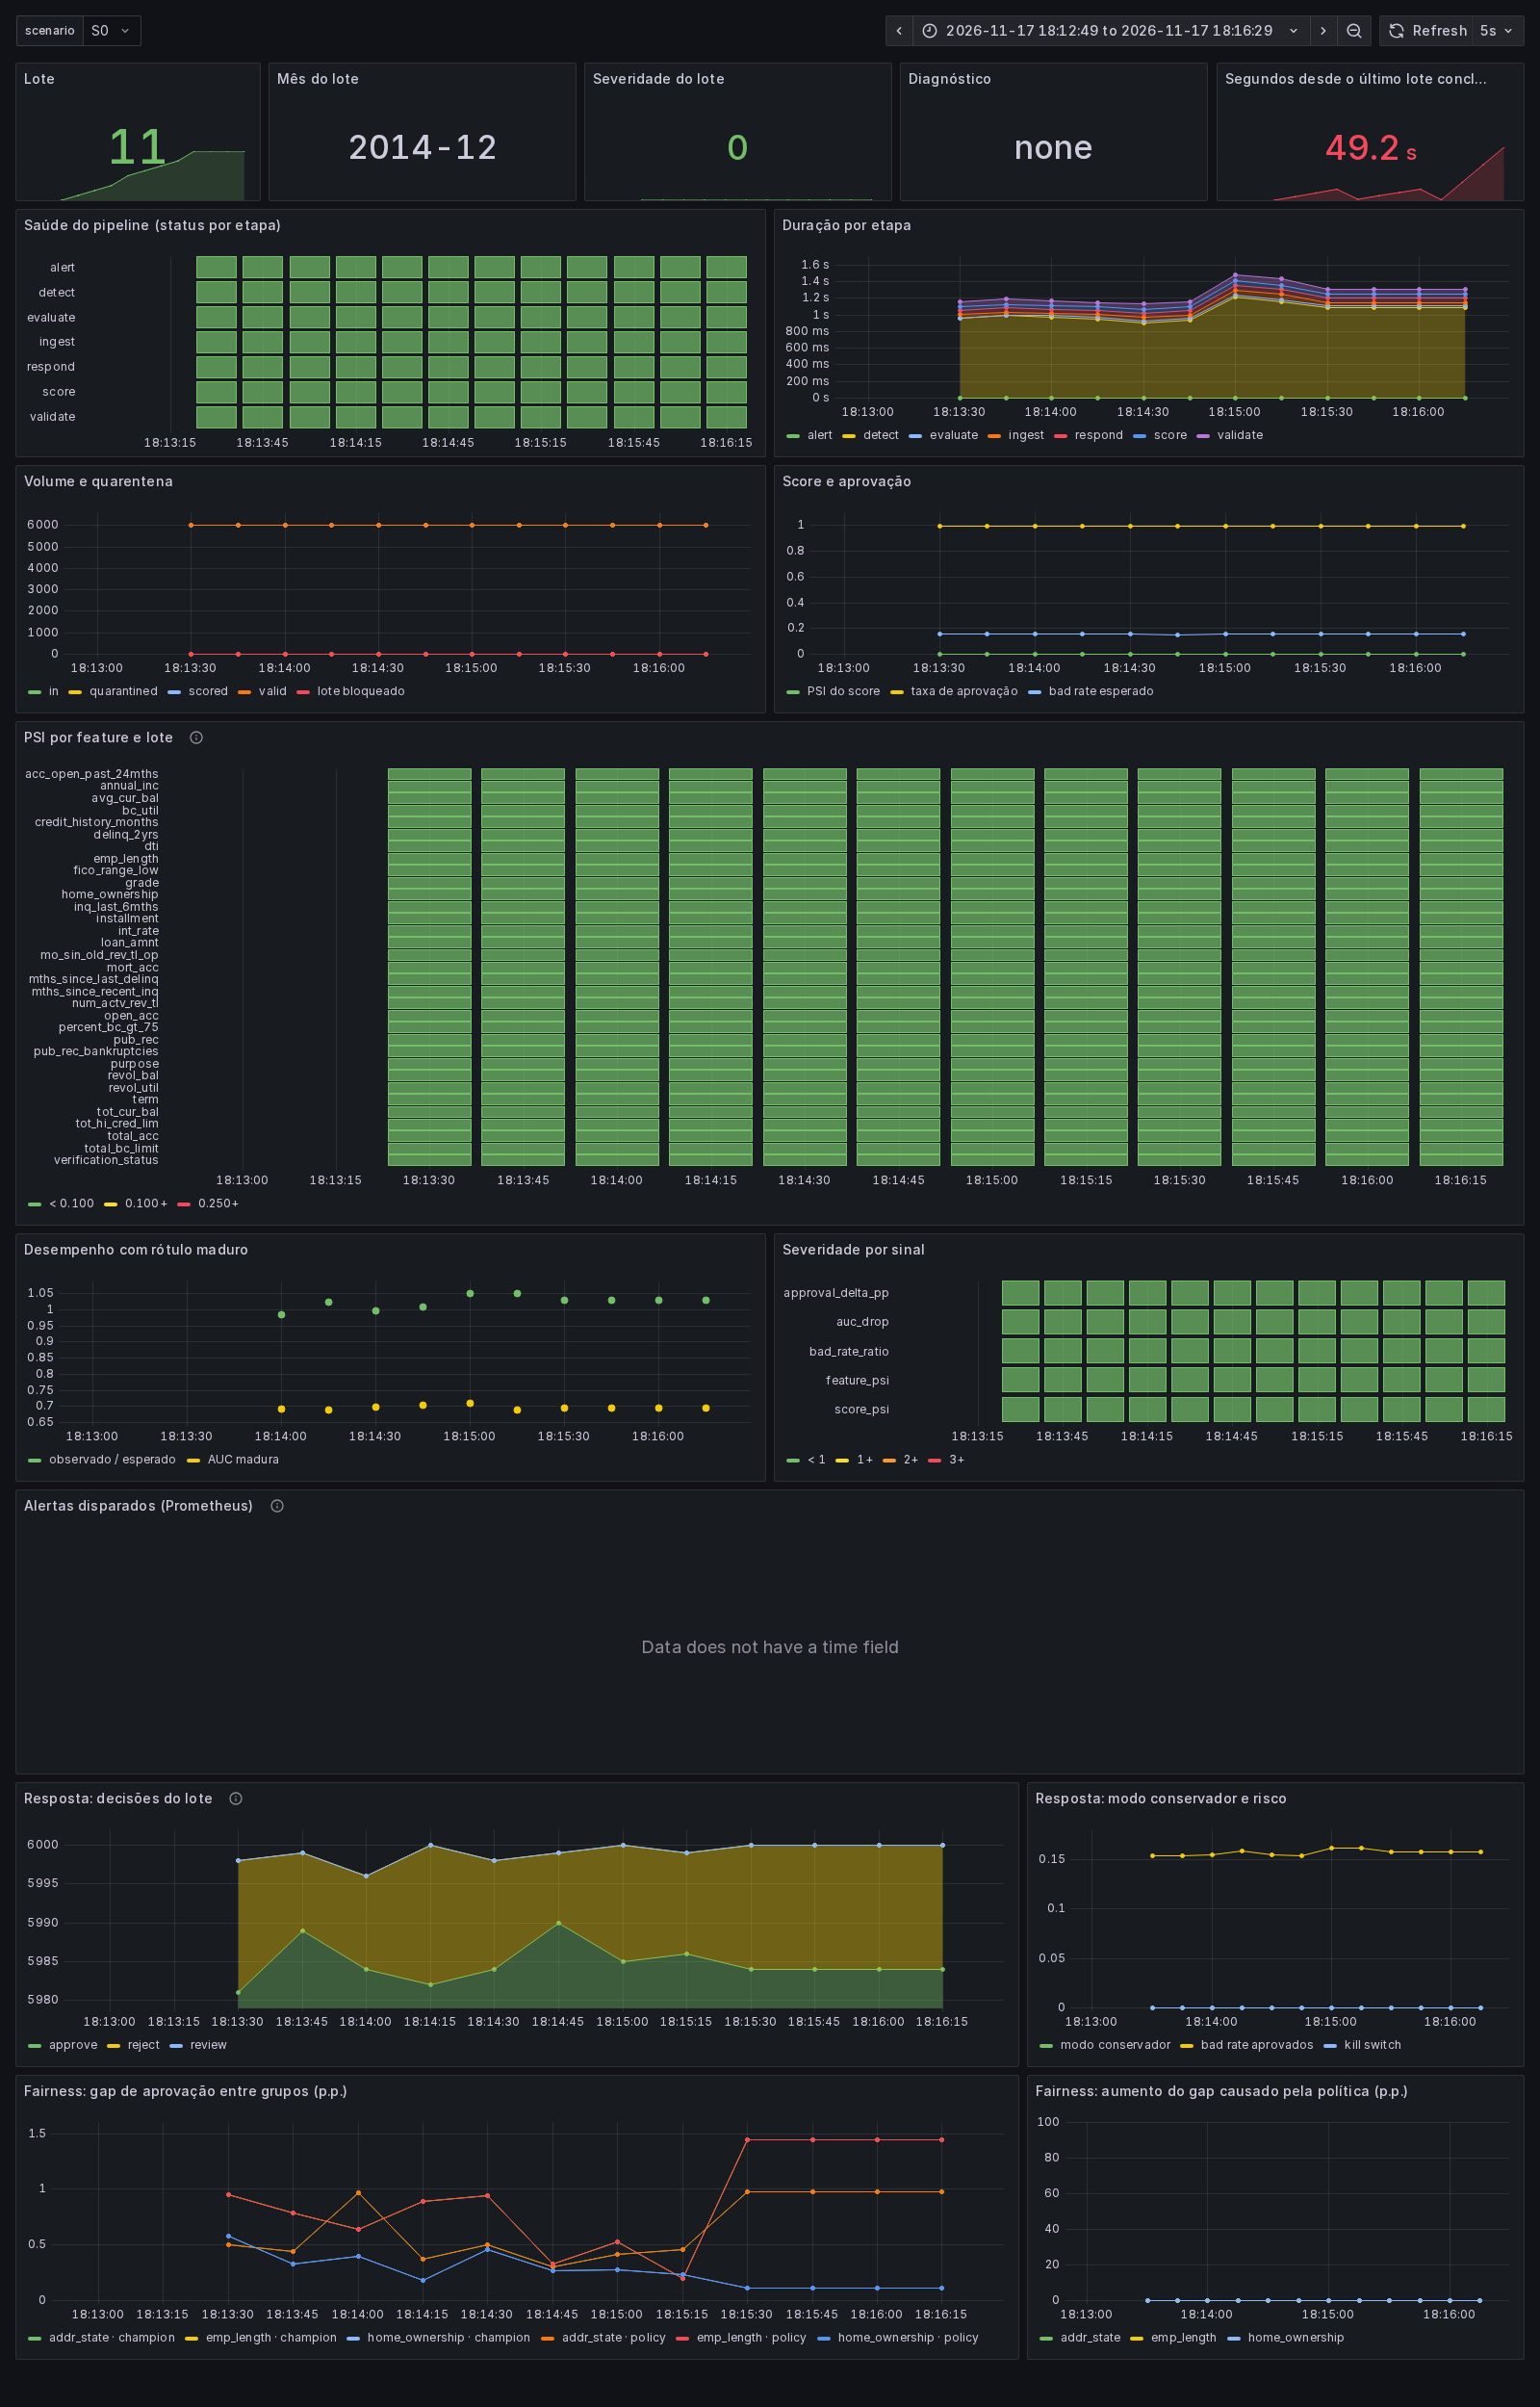 scenario S0 2026-11-17 18:12:49 to 2026-11-17 18:16:29 Refresh 5s
Lote Mês do lote Severidade do lote Diagnóstico Segundos desde o último lote concl...
11 2014-12 0 none 49.2 s
Saúde do pipeline (status por etapa)
alert
detect
evaluate
ingest
respond
score
validate
18:13:15 18:13:45 18:14:15 18:14:45 18:15:15 18:15:45 18:16:15
Duração por etapa
1.6 s
1.4 s
1.2 s
1 s
800 ms
600 ms
400 ms
200 ms
0 s
18:13:00 18:13:30 18:14:00 18:14:30 18:15:00 18:15:30 18:16:00
alert detect evaluate ingest respond score validate
Volume e quarentena
6000
5000
4000
3000
2000
1000
0
18:13:00 18:13:30 18:14:00 18:14:30 18:15:00 18:15:30 18:16:00
in quarantined scored valid lote bloqueado
Score e aprovação
1
0.8
0.6
0.4
0.2
0
18:13:00 18:13:30 18:14:00 18:14:30 18:15:00 18:15:30 18:16:00
PSI do score taxa de aprovação bad rate esperado
PSI por feature e lote
acc_open_past_24mths
annual_inc
avg_cur_bal
bc_util
credit_history_months
delinq_2yrs
dti
emp_length
fico_range_low
grade
home_ownership
inq_last_6mths
installment
int_rate
loan_amnt
mo_sin_old_rev_tl_op
mort_acc
mths_since_last_delinq
mths_since_recent_inq
num_actv_rev_tl
open_acc
percent_bc_gt_75
pub_rec
pub_rec_bankruptcies
purpose
revol_bal
revol_util
term
tot_cur_bal
tot_hi_cred_lim
total_acc
total_bc_limit
verification_status
18:13:00 18:13:15 18:13:30 18:13:45 18:14:00 18:14:15 18:14:30 18:14:45 18:15:00 18:15:15 18:15:30 18:15:45 18:16:00 18:16:15
< 0.100 0.100+ 0.250+
Desempenho com rótulo maduro
1.05
1
0.95
0.9
0.85
0.8
0.75
0.7
0.65
18:13:00 18:13:30 18:14:00 18:14:30 18:15:00 18:15:30 18:16:00
observado / esperado AUC madura
Severidade por sinal
approval_delta_pp
auc_drop
bad_rate_ratio
feature_psi
score_psi
18:13:15 18:13:45 18:14:15 18:14:45 18:15:15 18:15:45 18:16:15
< 1 1+ 2+ 3+
Alertas disparados (Prometheus)
Data does not have a time field
Resposta: decisões do lote
6000
5995
5990
5985
5980
18:13:00 18:13:15 18:13:30 18:13:45 18:14:00 18:14:15 18:14:30 18:14:45 18:15:00 18:15:15 18:15:30 18:15:45 18:16:00 18:16:15
approve reject review
Resposta: modo conservador e risco
0.15
0.1
0.05
0
18:13:00 18:14:00 18:15:00 18:16:00
modo conservador bad rate aprovados kill switch
Fairness: gap de aprovação entre grupos (p.p.)
1.5
1
0.5
0
18:13:00 18:13:15 18:13:30 18:13:45 18:14:00 18:14:15 18:14:30 18:14:45 18:15:00 18:15:15 18:15:30 18:15:45 18:16:00 18:16:15
addr_state · champion emp_length · champion home_ownership · champion addr_state · policy emp_length · policy home_ownership · policy
Fairness: aumento do gap causado pela política (p.p.)
100
80
60
40
20
0
18:13:00 18:14:00 18:15:00 18:16:00
addr_state emp_length home_ownership